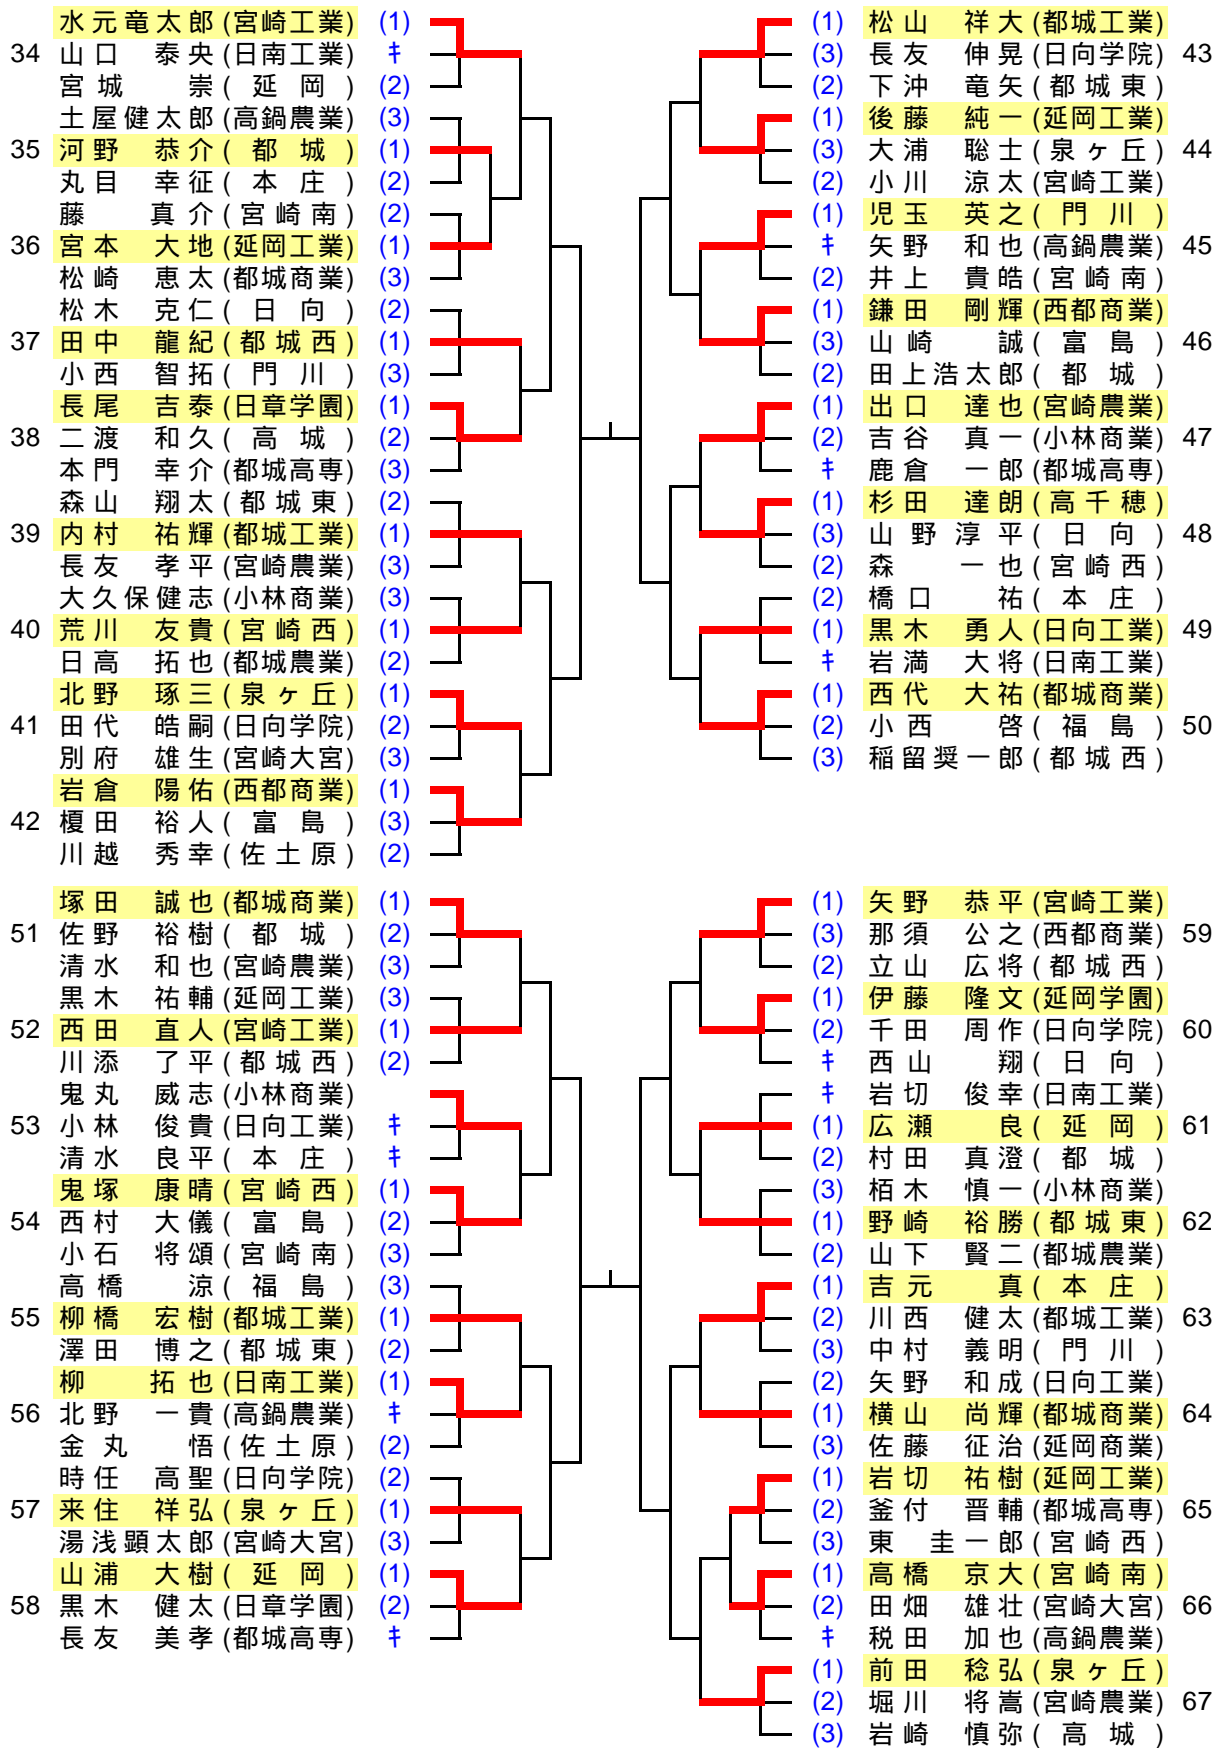 水元竜太郎(宮崎工業) (1)
34 山口 泰央(日南工業) キ
宮城 崇(延岡) (2)
土屋健太郎(高鍋農業) (3)
35 河野 恭介(都城) (1)
丸目 幸征(本庄) (2)
藤 真介(宮崎南) (2)
36 宮本 大地(延岡工業) (1)
松崎 恵太(都城商業) (3)
松木 克仁(日向) (2)
37 田中 龍紀(都城西) (1)
小西 智拓(門川) (3)
長尾 吉泰(日章学園) (1)
38 二渡 和久(高城) (2)
本門 幸介(都城高専) (3)
森山 翔太(都城東) (2)
39 内村 祐輝(都城工業) (1)
長友 孝平(宮崎農業) (3)
大久保健志(小林商業) (3)
40 荒川 友貴(宮崎西) (1)
日高 拓也(都城農業) (2)
北野 琢三(泉ヶ丘) (1)
41 田代 皓嗣(日向学院) (2)
別府 雄生(宮崎大宮) (3)
岩倉 陽佑(西都商業) (1)
42 榎田 裕人(富島) (3)
川越 秀幸(佐土原) (2)
(1) 松山 祥大(都城工業)
(3) 長友 伸晃(日向学院) 43
(2) 下沖 竜矢(都城東)
(1) 後藤 純一(延岡工業)
(3) 大浦 聡士(泉ヶ丘) 44
(2) 小川 涼太(宮崎工業)
(1) 児玉 英之(門川)
キ 矢野 和也(高鍋農業) 45
(2) 井上 貴皓(宮崎南)
(1) 鎌田 剛輝(西都商業)
(3) 山崎 誠(富島) 46
(2) 田上浩太郎(都城)
(1) 出口 達也(宮崎農業)
(2) 吉谷 真一(小林商業) 47
キ 鹿倉 一郎(都城高専)
(1) 杉田 達朗(高千穂)
(3) 山野淳平(日向) 48
(2) 森 一也(宮崎西)
(2) 橋口 祐(本庄)
(1) 黒木 勇人(日向工業) 49
キ 岩満 大将(日南工業)
(1) 西代 大祐(都城商業)
(2) 小西 啓(福島) 50
(3) 稲留奨一郎(都城西)
塚田 誠也(都城商業) (1)
51 佐野 裕樹(都城) (2)
清水 和也(宮崎農業) (3)
黒木 祐輔(延岡工業) (3)
52 西田 直人(宮崎工業) (1)
川添 了平(都城西) (2)
鬼丸 威志(小林商業)
53 小林 俊貴(日向工業) キ
清水 良平(本庄) キ
鬼塚 康晴(宮崎西) (1)
54 西村 大儀(富島) (2)
小石 将頌(宮崎南) (3)
高橋 涼(福島) (3)
55 柳橋 宏樹(都城工業) (1)
澤田 博之(都城東) (2)
柳 拓也(日南工業) (1)
56 北野 一貴(高鍋農業) キ
金丸 悟(佐土原) (2)
時任 高聖(日向学院) (2)
57 来住 祥弘(泉ヶ丘) (1)
湯浅顕太郎(宮崎大宮) (3)
山浦 大樹(延岡) (1)
58 黒木 健太(日章学園) (2)
長友 美孝(都城高専) キ
(1) 矢野 恭平(宮崎工業)
(3) 那須 公之(西都商業) 59
(2) 立山 広将(都城西)
(1) 伊藤 隆文(延岡学園)
(2) 千田 周作(日向学院) 60
キ 西山 翔(日向)
キ 岩切 俊幸(日南工業)
(1) 広瀬 良(延岡) 61
(2) 村田 真澄(都城)
(3) 栢木 慎一(小林商業)
(1) 野崎 裕勝(都城東) 62
(2) 山下 賢二(都城農業)
(1) 吉元 真(本庄)
(2) 川西 健太(都城工業) 63
(3) 中村 義明(門川)
(2) 矢野 和成(日向工業)
(1) 横山 尚輝(都城商業) 64
(3) 佐藤 征治(延岡商業)
(1) 岩切 祐樹(延岡工業)
(2) 釜付 晋輔(都城高専) 65
(3) 東 圭一郎(宮崎西)
(1) 高橋 京大(宮崎南)
(2) 田畑 雄壮(宮崎大宮) 66
キ 税田 加也(高鍋農業)
(1) 前田 稔弘(泉ヶ丘)
(2) 堀川 将嵩(宮崎農業) 67
(3) 岩崎 慎弥(高城)